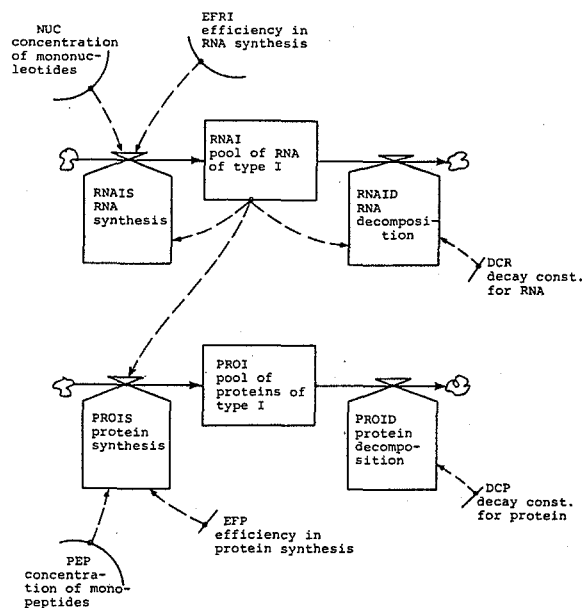 NUC
concentration
of mononuc-
leotides
EFRI
efficiency in
RNA synthesis
RNAI
pool of RNA
of type I
RNAIS
RNA
synthesis
RNAID
RNA
decomposi-
tion
DCR
decay const.
for RNA
PROI
pool of
proteins of
type I
PROIS
protein
synthesis
PROID
protein
decompo-
sition
DCP
decay const.
for protein
EFP
efficiency in
protein synthesis
PEP
concentra-
tion of mono-
peptides